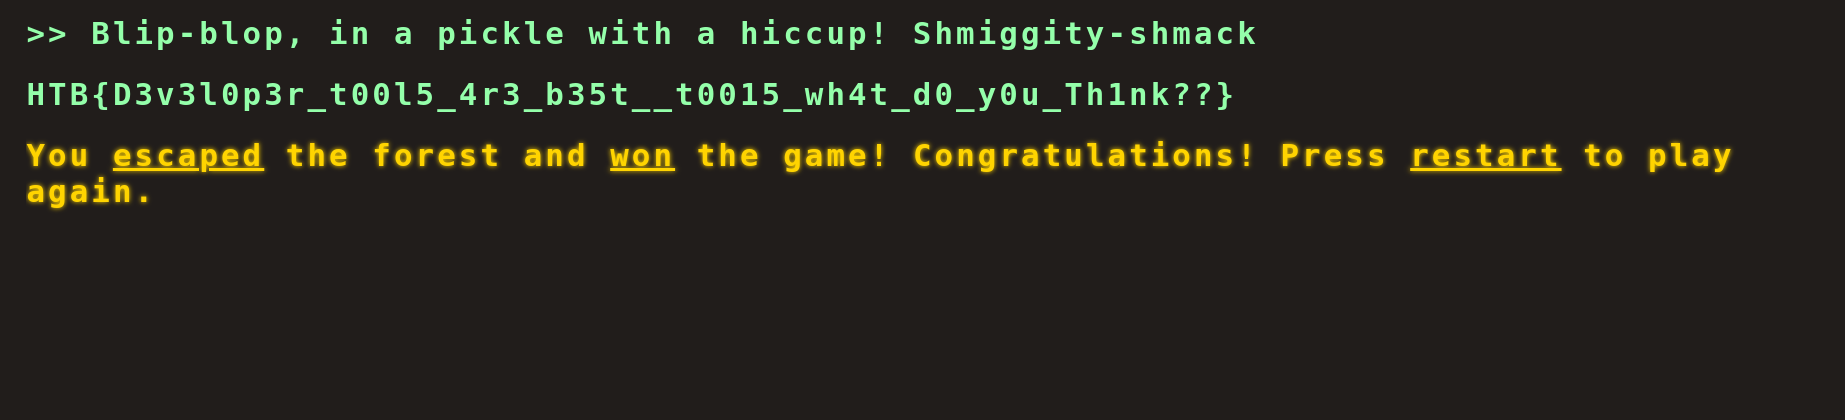 >> Blip-blop, in a pickle with a hiccup! Shmiggity-shmack
HTB{D3v3l0p3r_t00l5_4r3_b35t__t0015_wh4t_d0_y0u_Th1nk??}
You escaped the forest and won the game! Congratulations! Press restart to play
again.